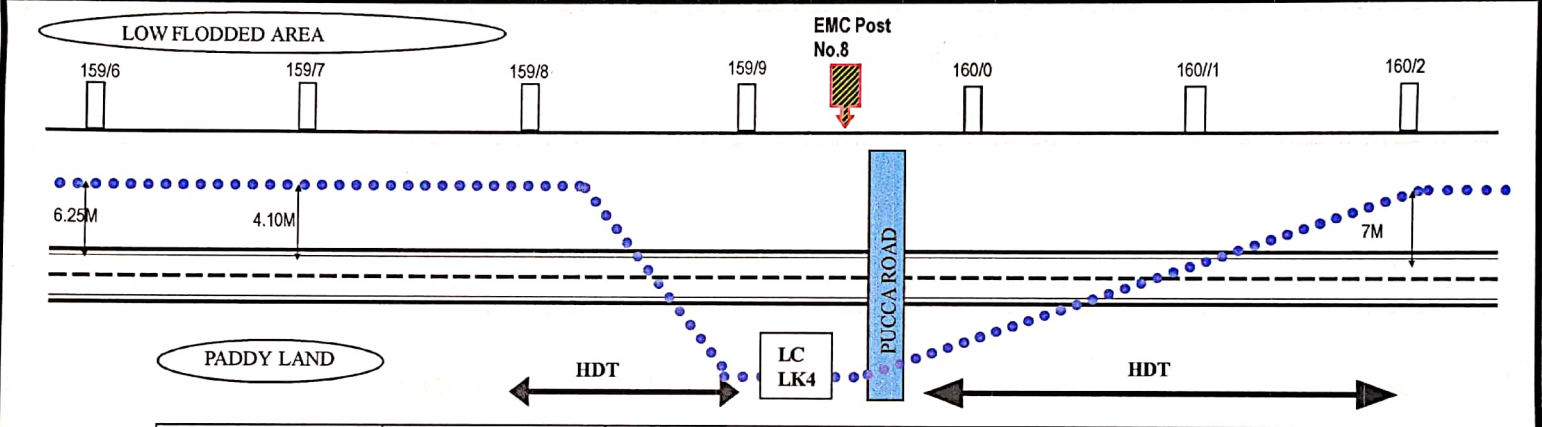 LOW FLODDED AREA
EMC Post
No.8
159/6
159/7
159/8
159/9
160/0
160//1
160/2
6.25M
4.10M
7M
PUCCA ROAD
PADDY LAND
HDT
LC
LK4
HDT